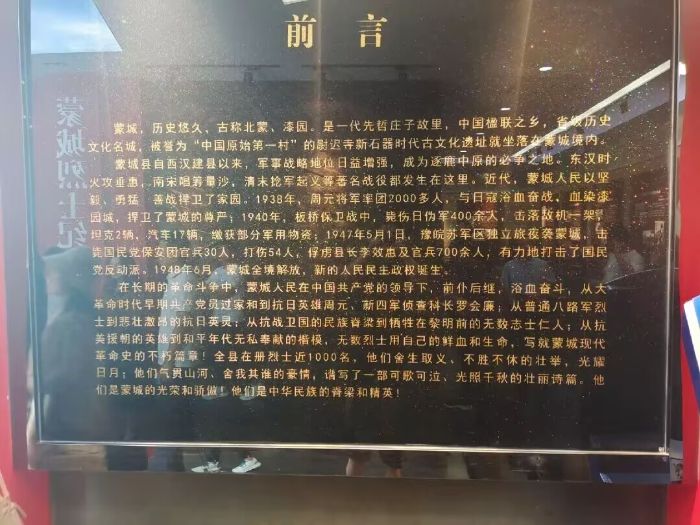 前 言
蒙城烈士纪
蒙城，历史悠久，古称北蒙、漆园。是一代先哲庄子故里，中国楹联之乡，省级历史
文化名城，被誉为“中国原始第一村”的尉迟寺新石器时代古文化遗址就坐落在蒙城境内。
蒙城县自西汉建县以来，军事战略地位日益增强，成为逐鹿中原的必争之地。东汉时
火攻垂惠，南宋唱筹量沙，清末捻军起义等著名战役都发生在这里。近代，蒙城人民以坚
毅、勇猛、善战捍卫了家园。1938年，周元将军率团2000多人，与日寇浴血奋战，血染漆
园城，捍卫了蒙城的尊严；1940年，板桥保卫战中，毙伤日伪军400余人，击落敌机一架，
坦克2辆、汽车17辆，缴获部分军用物资；1947年5月1日，豫皖苏军区独立旅夜袭蒙城，击
毙国民党保安团官兵30人，打伤54人，俘虏县长李效惠及官兵700余人，有力地打击了国民
党反动派。1948年6月，蒙城全境解放，新的人民民主政权诞生。
在长期的革命斗争中，蒙城人民在中国共产党的领导下，前仆后继，浴血奋斗，从大
革命时代早期共产党员过家和到抗日英雄周元、新四军侦查科长罗会廉；从普通八路军烈
士到悲壮激昂的抗日英灵；从抗战卫国的民族脊梁到牺牲在黎明前的无数志士仁人；从抗
美援朝的英雄到和平年代无私奉献的楷模，无数烈士用自己的鲜血和生命，写就蒙城现代
革命史的不朽篇章！全县在册烈士近1000名，他们舍生取义、不胜不休的壮举，光耀
日月；他们气贯山河、舍我其谁的豪情，谱写了一部可歌可泣、光照千秋的壮丽诗篇。他
们是蒙城的光荣和骄傲！他们是中华民族的脊梁和精英！